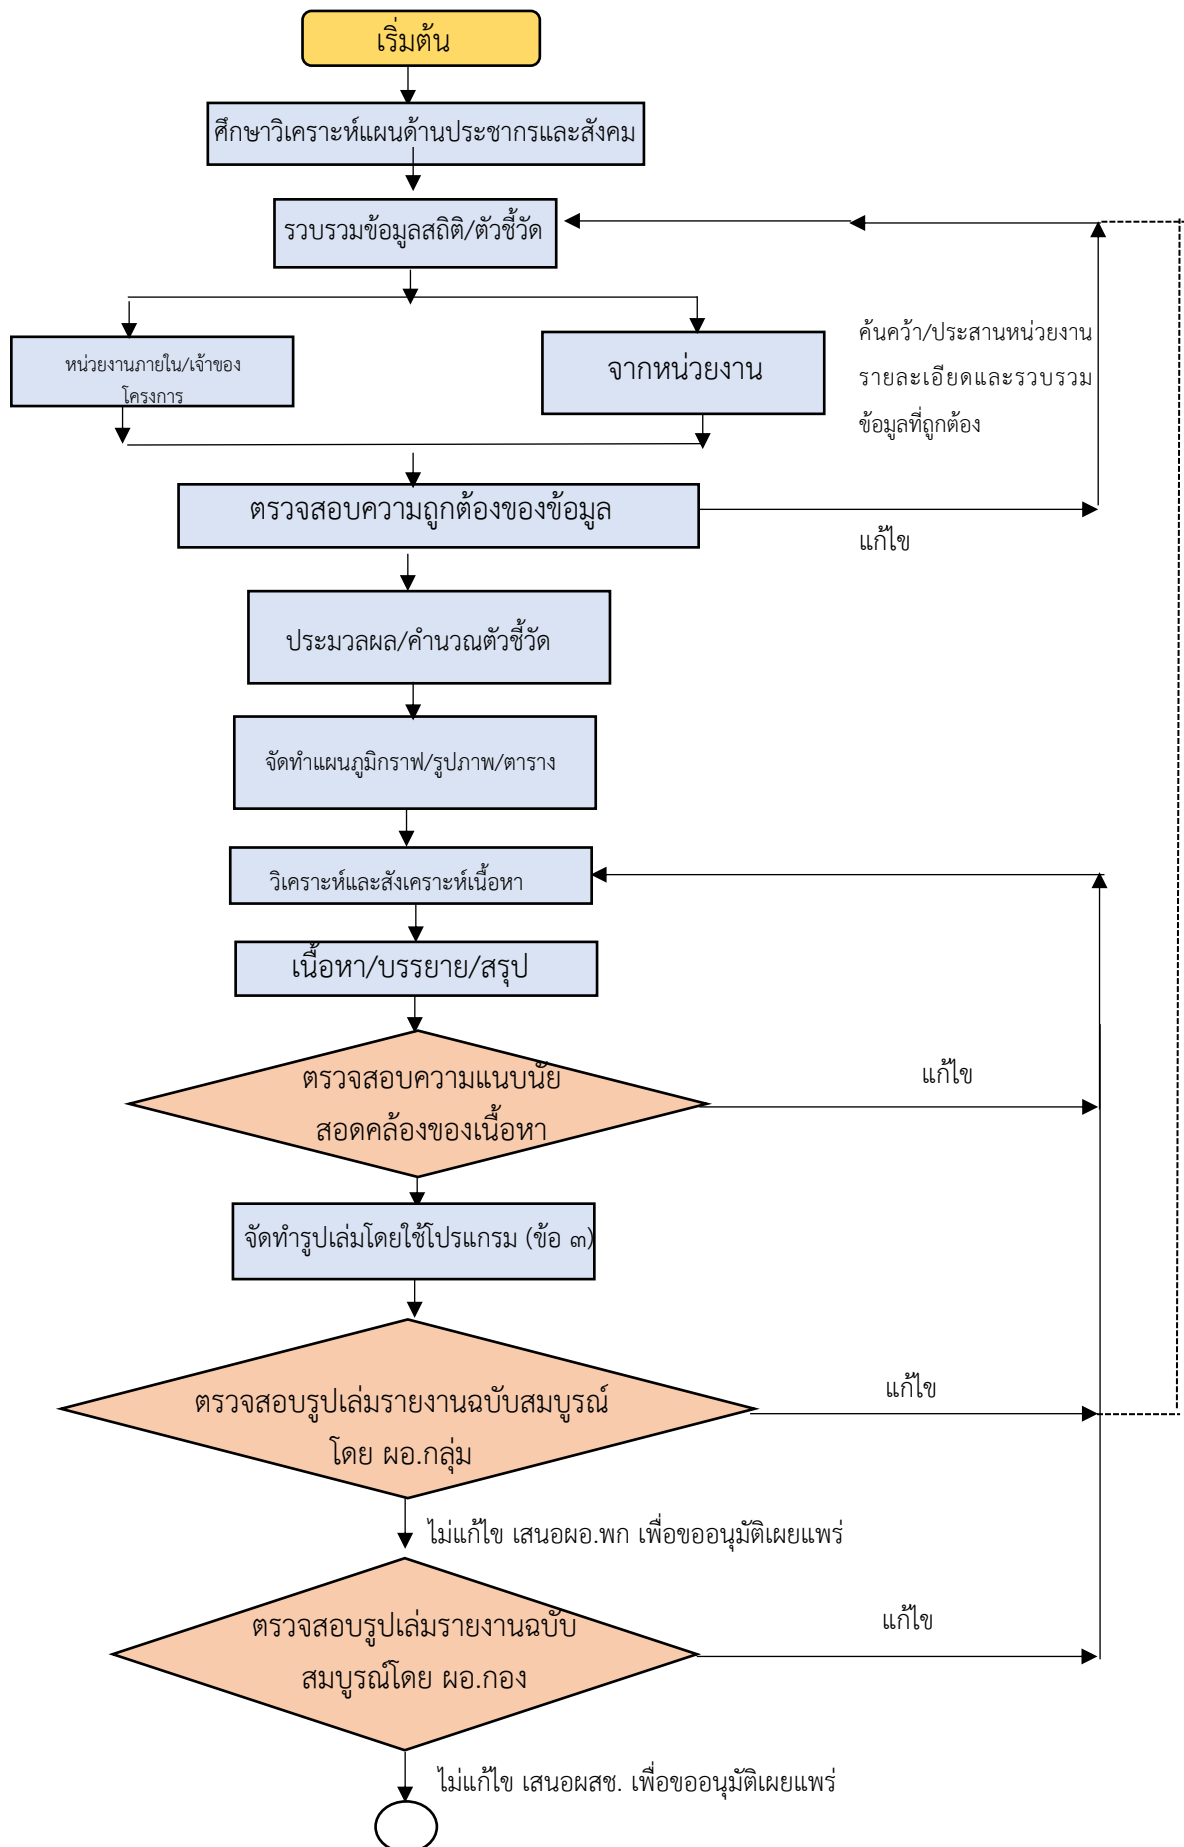 เริ่มต้น
ศึกษาวิเคราะห์แผนด้านประชากรและสังคม
รวบรวมข้อมูลสถิติ/ตัวชี้วัด
หน่วยงานภายใน/เจ้าของ
โครงการ
จากหน่วยงาน
ค้นคว้า/ประสานหน่วยงาน
รายละเอียดและรวบรวม
ข้อมูลที่ถูกต้อง
ตรวจสอบความถูกต้องของข้อมูล
แก้ไข
ประมวลผล/คำนวณตัวชี้วัด
จัดทำแผนภูมิกราฟ/รูปภาพ/ตาราง
วิเคราะห์และสังเคราะห์เนื้อหา
เนื้อหา/บรรยาย/สรุป
ตรวจสอบความแนบนัย
สอดคล้องของเนื้อหา
แก้ไข
จัดทำรูปเล่มโดยใช้โปรแกรม (ข้อ ๓)
ตรวจสอบรูปเล่มรายงานฉบับสมบูรณ์
โดย ผอ.กลุ่ม
แก้ไข
ไม่แก้ไข เสนอผอ.พก เพื่อขออนุมัติเผยแพร่
ตรวจสอบรูปเล่มรายงานฉบับ
สมบูรณ์โดย ผอ.กอง
แก้ไข
ไม่แก้ไข เสนอผสช. เพื่อขออนุมัติเผยแพร่